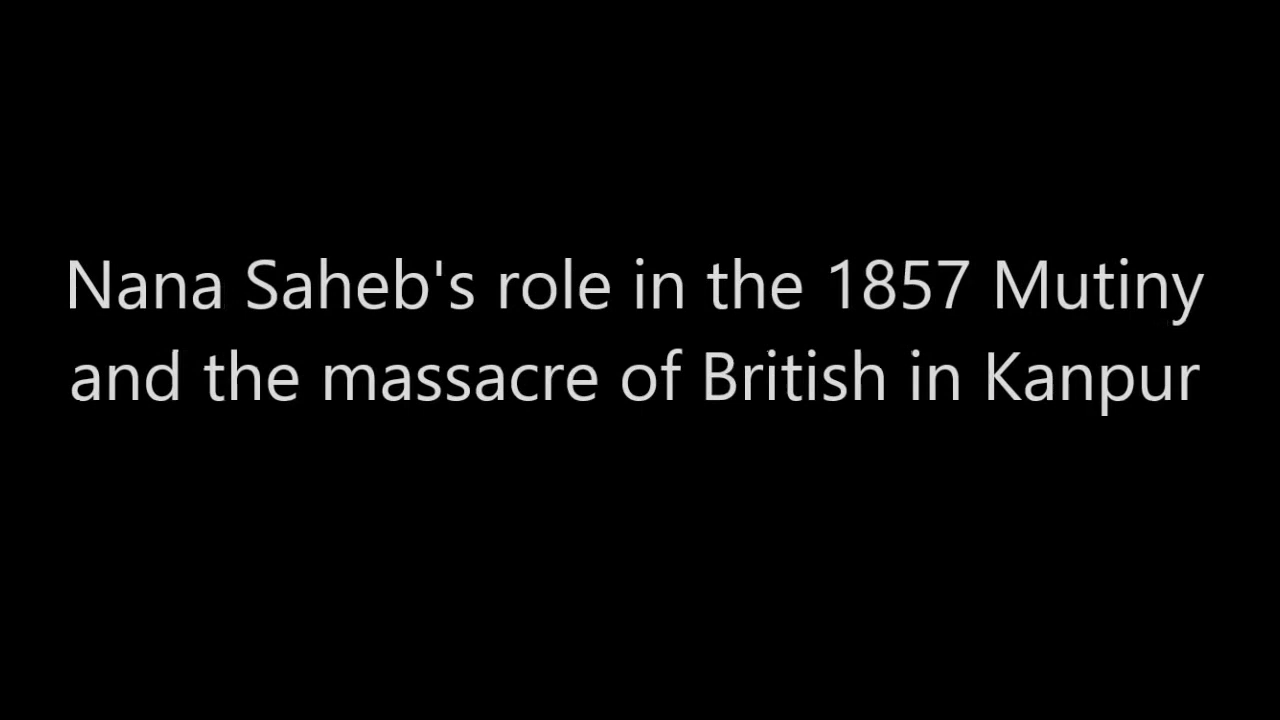 Nana Saheb's role in the 1857 Mutiny
and the massacre of British in Kanpur